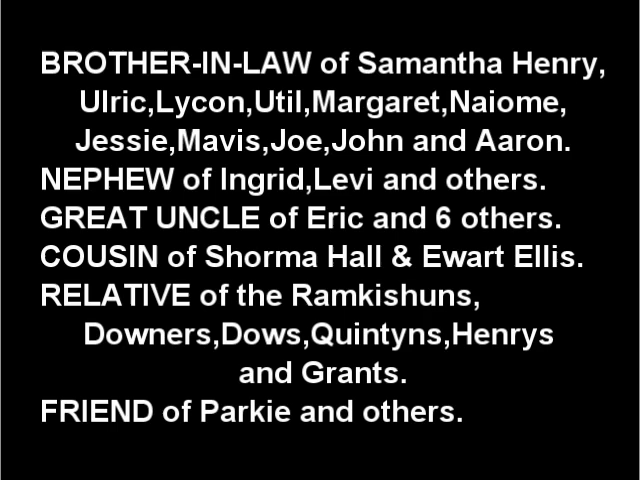 BROTHER-IN-LAW of Samantha Henry,
Ulric,Lycon,Util,Margaret,Naiome,
Jessie,Mavis,Joe,John and Aaron.
NEPHEW of Ingrid,Levi and others.
GREAT UNCLE of Eric and 6 others.
COUSIN of Shorma Hall & Ewart Ellis.
RELATIVE of the Ramkishuns,
Downers,Dows,Quintyns,Henrys
and Grants.
FRIEND of Parkie and others.